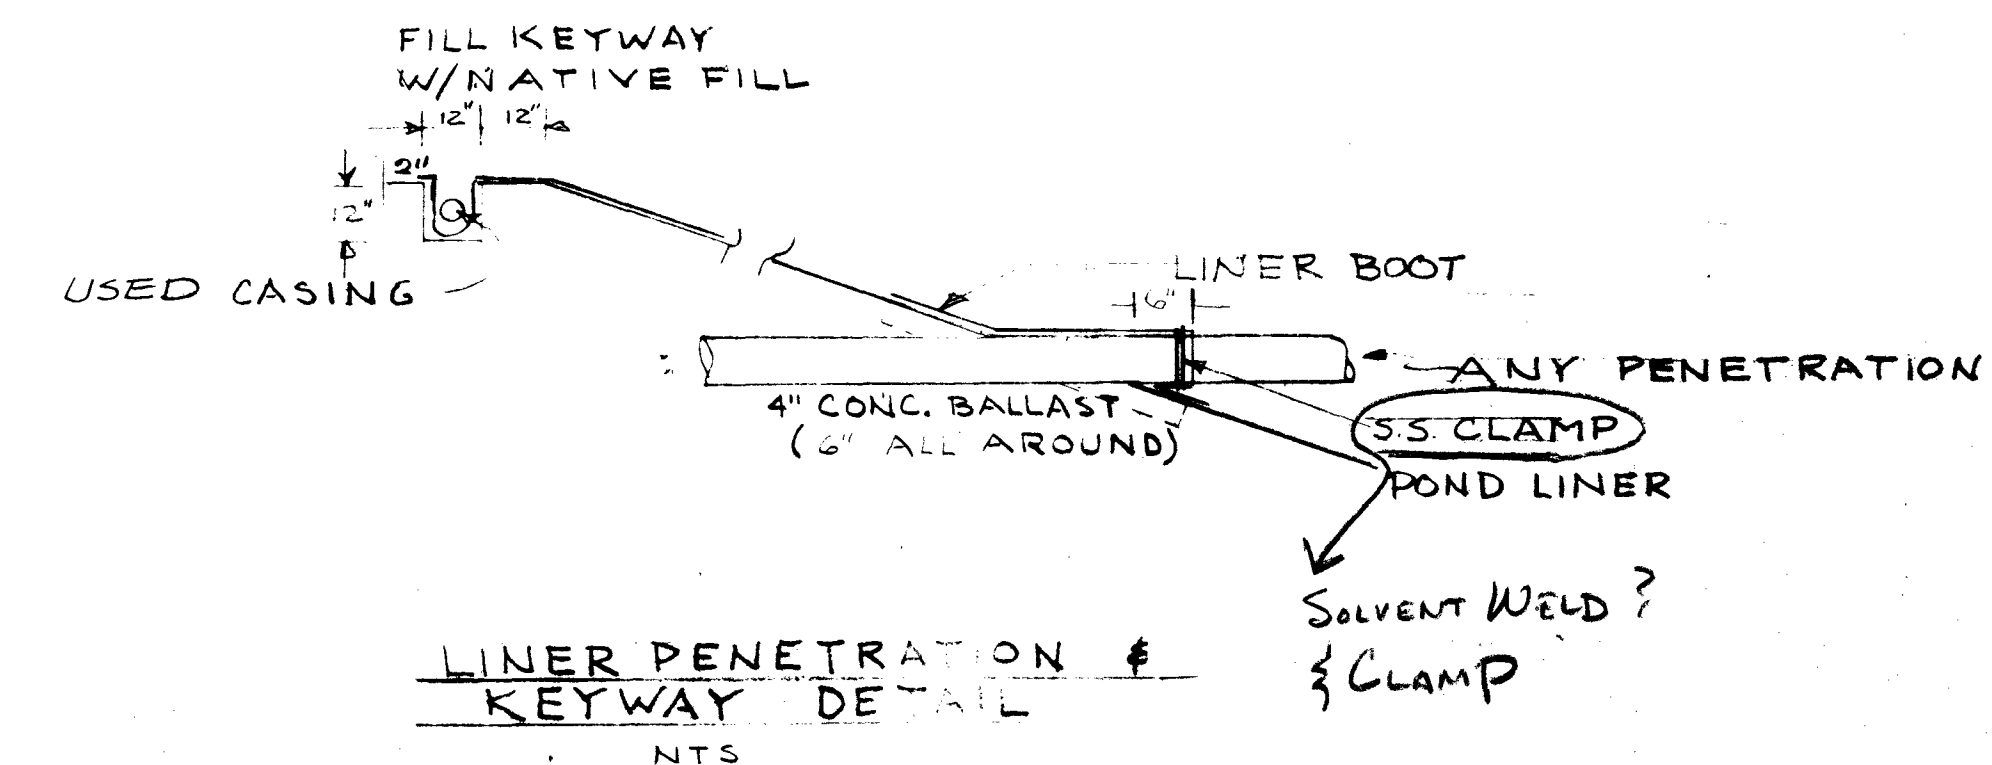 FILL KEYWAY
W/NATIVE FILL
12" 12"
2"
12"
USED CASING
LINER BOOT
6"
ANY PENETRATION
4" CONC. BALLAST
(6" ALL AROUND)
S.S. CLAMP
POND LINER
SOLVENT WELD?
& CLAMP
LINER PENETRATION &
KEYWAY DETAIL
NTS